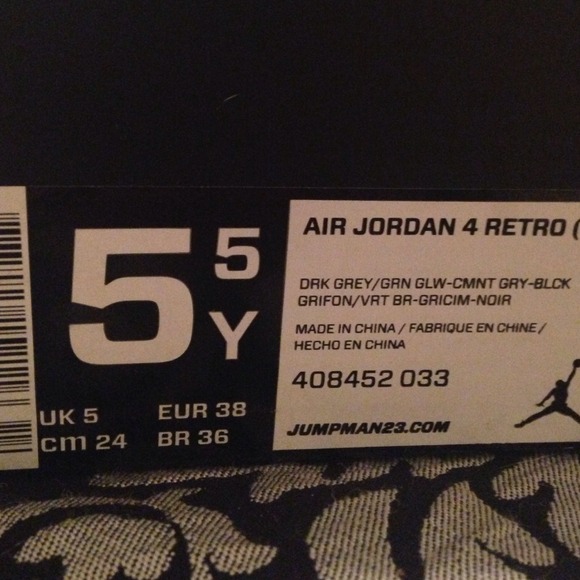 5 5 Y
UK 5 EUR 38
cm 24 BR 36
AIR JORDAN 4 RETRO (
DRK GREY/GRN GLW-CMNT GRY-BLCK
GRIFON/VRT BR-GRICIM-NOIR
MADE IN CHINA / FABRIQUE EN CHINE /
HECHO EN CHINA
408452 033
JUMPMAN23.COM